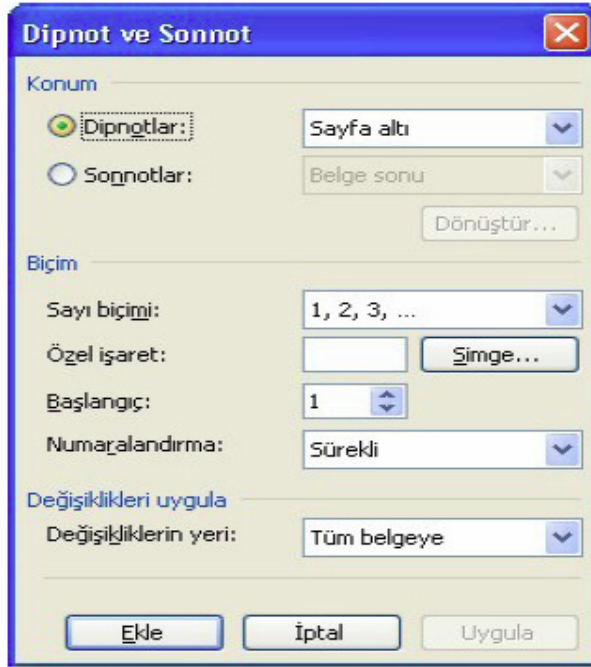 Dipnot ve Sonnot
Konum
Dipnotlar: Sayfa altı
Sonnotlar: Belge sonu
Dönüştür...
Biçim
Sayı biçimi: 1, 2, 3, ...
Özel işaret: Simge...
Başlangıç: 1
Numaralandırma: Sürekli
Değişiklikleri uygula
Değişikliklerin yeri: Tüm belgeye
Ekle İptal Uygula